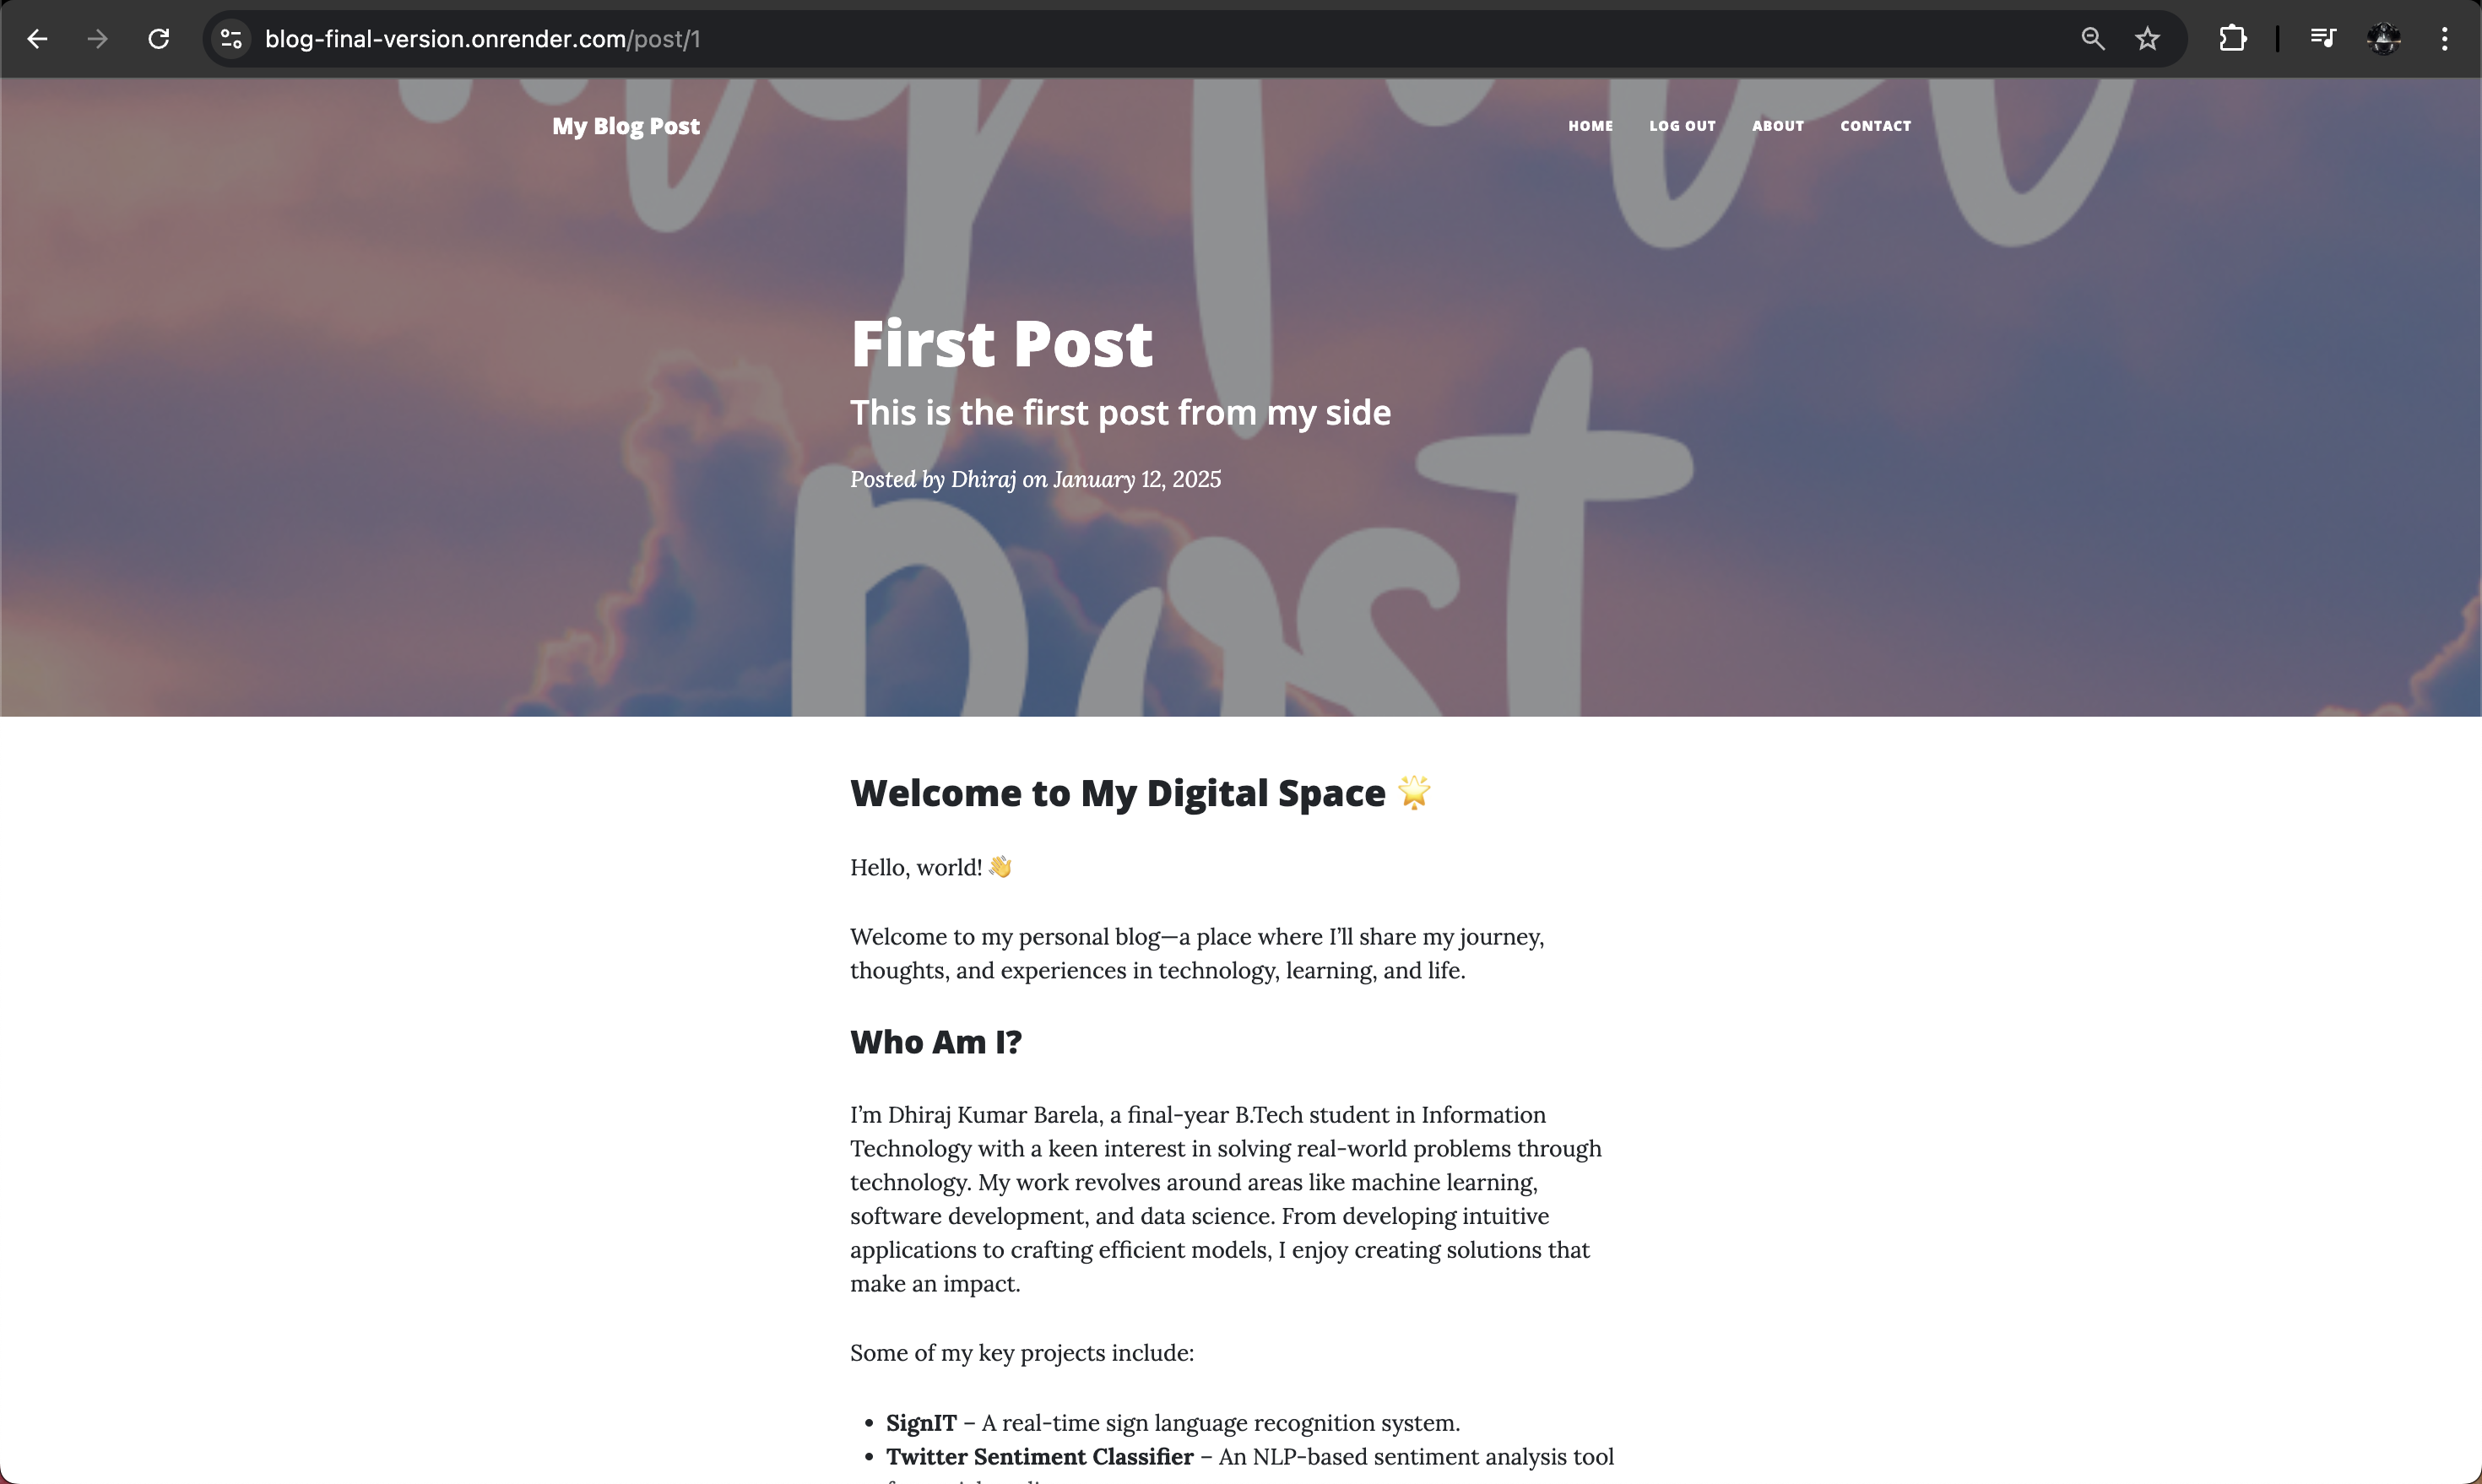 blog-final-version.onrender.com/post/1
My Blog Post
HOME LOG OUT ABOUT CONTACT
First Post
This is the first post from my side
Posted by Dhiraj on January 12, 2025
post
Welcome to My Digital Space 🌟
Hello, world! 👋
Welcome to my personal blog—a place where I’ll share my journey,
thoughts, and experiences in technology, learning, and life.
Who Am I?
I’m Dhiraj Kumar Barela, a final-year B.Tech student in Information
Technology with a keen interest in solving real-world problems through
technology. My work revolves around areas like machine learning,
software development, and data science. From developing intuitive
applications to crafting efficient models, I enjoy creating solutions that
make an impact.
Some of my key projects include:
• SignIT – A real-time sign language recognition system.
• Twitter Sentiment Classifier – An NLP-based sentiment analysis tool